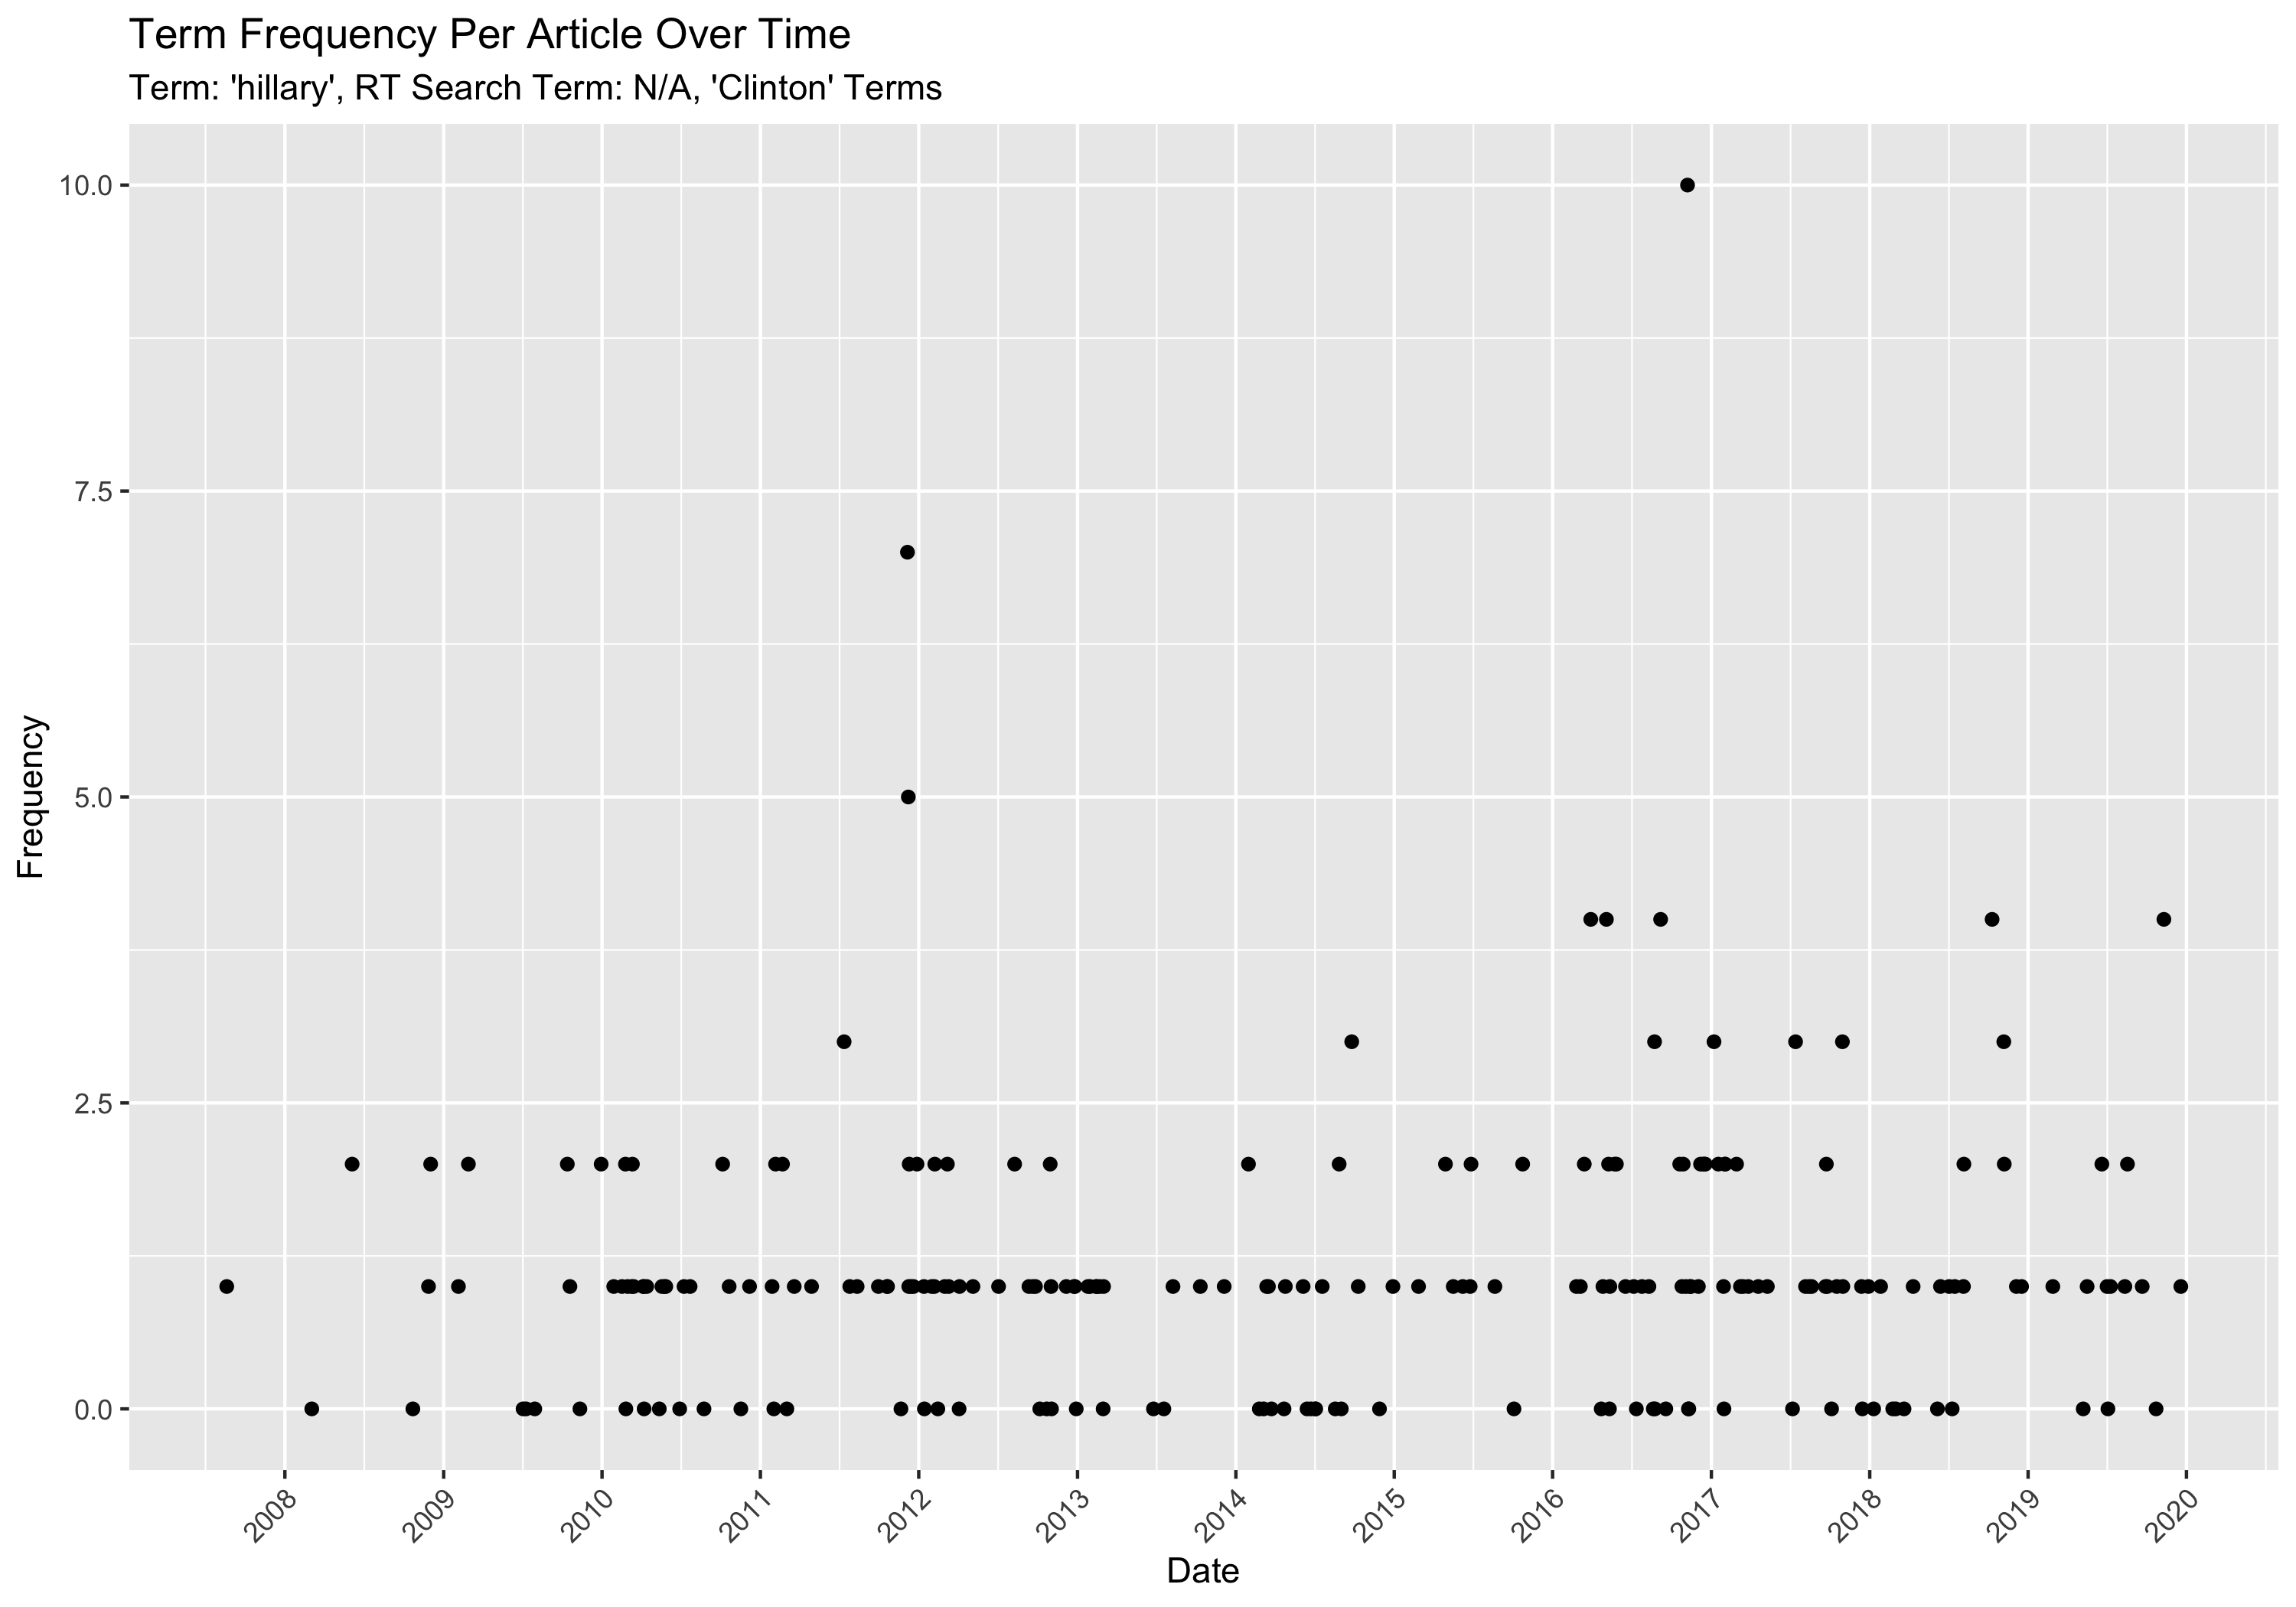 Term Frequency Per Article Over Time
Term: 'hillary', RT Search Term: N/A, 'Clinton' Terms
Frequency
10.0
7.5
5.0
2.5
0.0
2008 2009 2010 2011 2012 2013 2014 2015 2016 2017 2018 2019 2020
Date